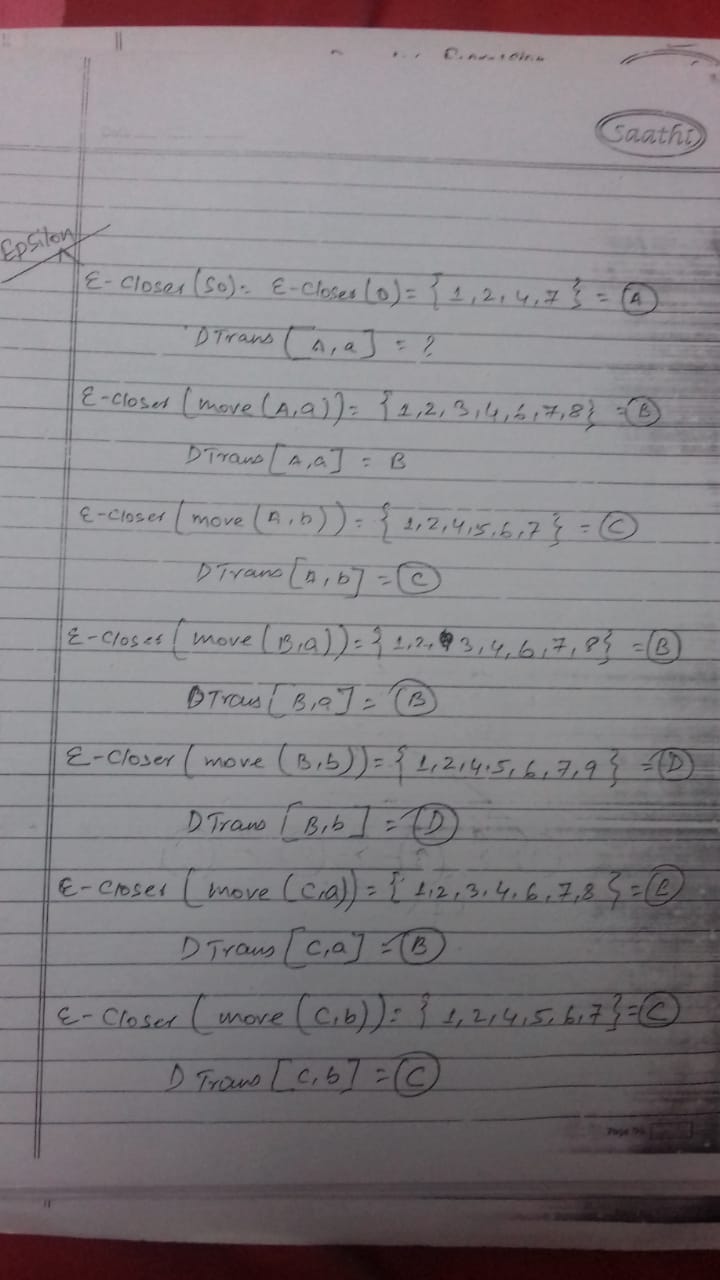 Saathi
Epsilon
ε-Closer (S0) = ε-Closer (0) = { 1, 2, 4, 7 } = A
DTrans [A, a] = ?
ε-Closer (move (A, a)) = { 1, 2, 3, 4, 6, 7, 8 } = B
DTrans [A, a] = B
ε-Closer (move (A, b)) = { 1, 2, 4, 5, 6, 7 } = C
DTrans [A, b] = C
ε-Closer (move (B, a)) = { 1, 2, 3, 4, 6, 7, 8 } = B
DTrans [B, a] = B
ε-Closer (move (B, b)) = { 1, 2, 4, 5, 6, 7, 9 } = D
DTrans [B, b] = D
ε-Closer (move (C, a)) = { 1, 2, 3, 4, 6, 7, 8 } = B
DTrans [C, a] = B
ε-Closer (move (C, b)) = { 1, 2, 4, 5, 6, 7 } = C
D Trans [C, b] = C
Page No